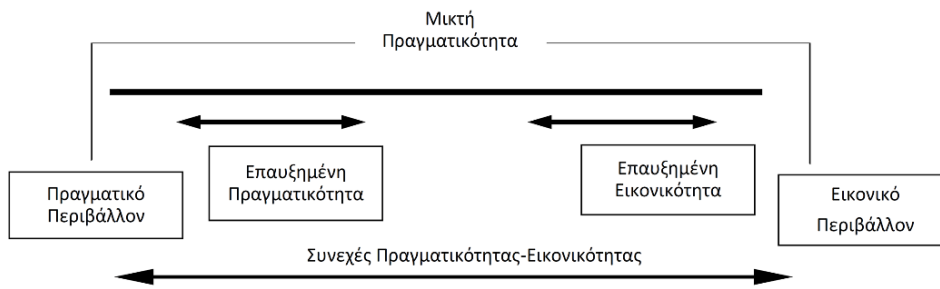 Μικτή
Πραγματικότητα
Επαυξημένη
Πραγματικότητα
Επαυξημένη
Εικονικότητα
Πραγματικό
Περιβάλλον
Εικονικό
Περιβάλλον
Συνεχές Πραγματικότητας-Εικονικότητας